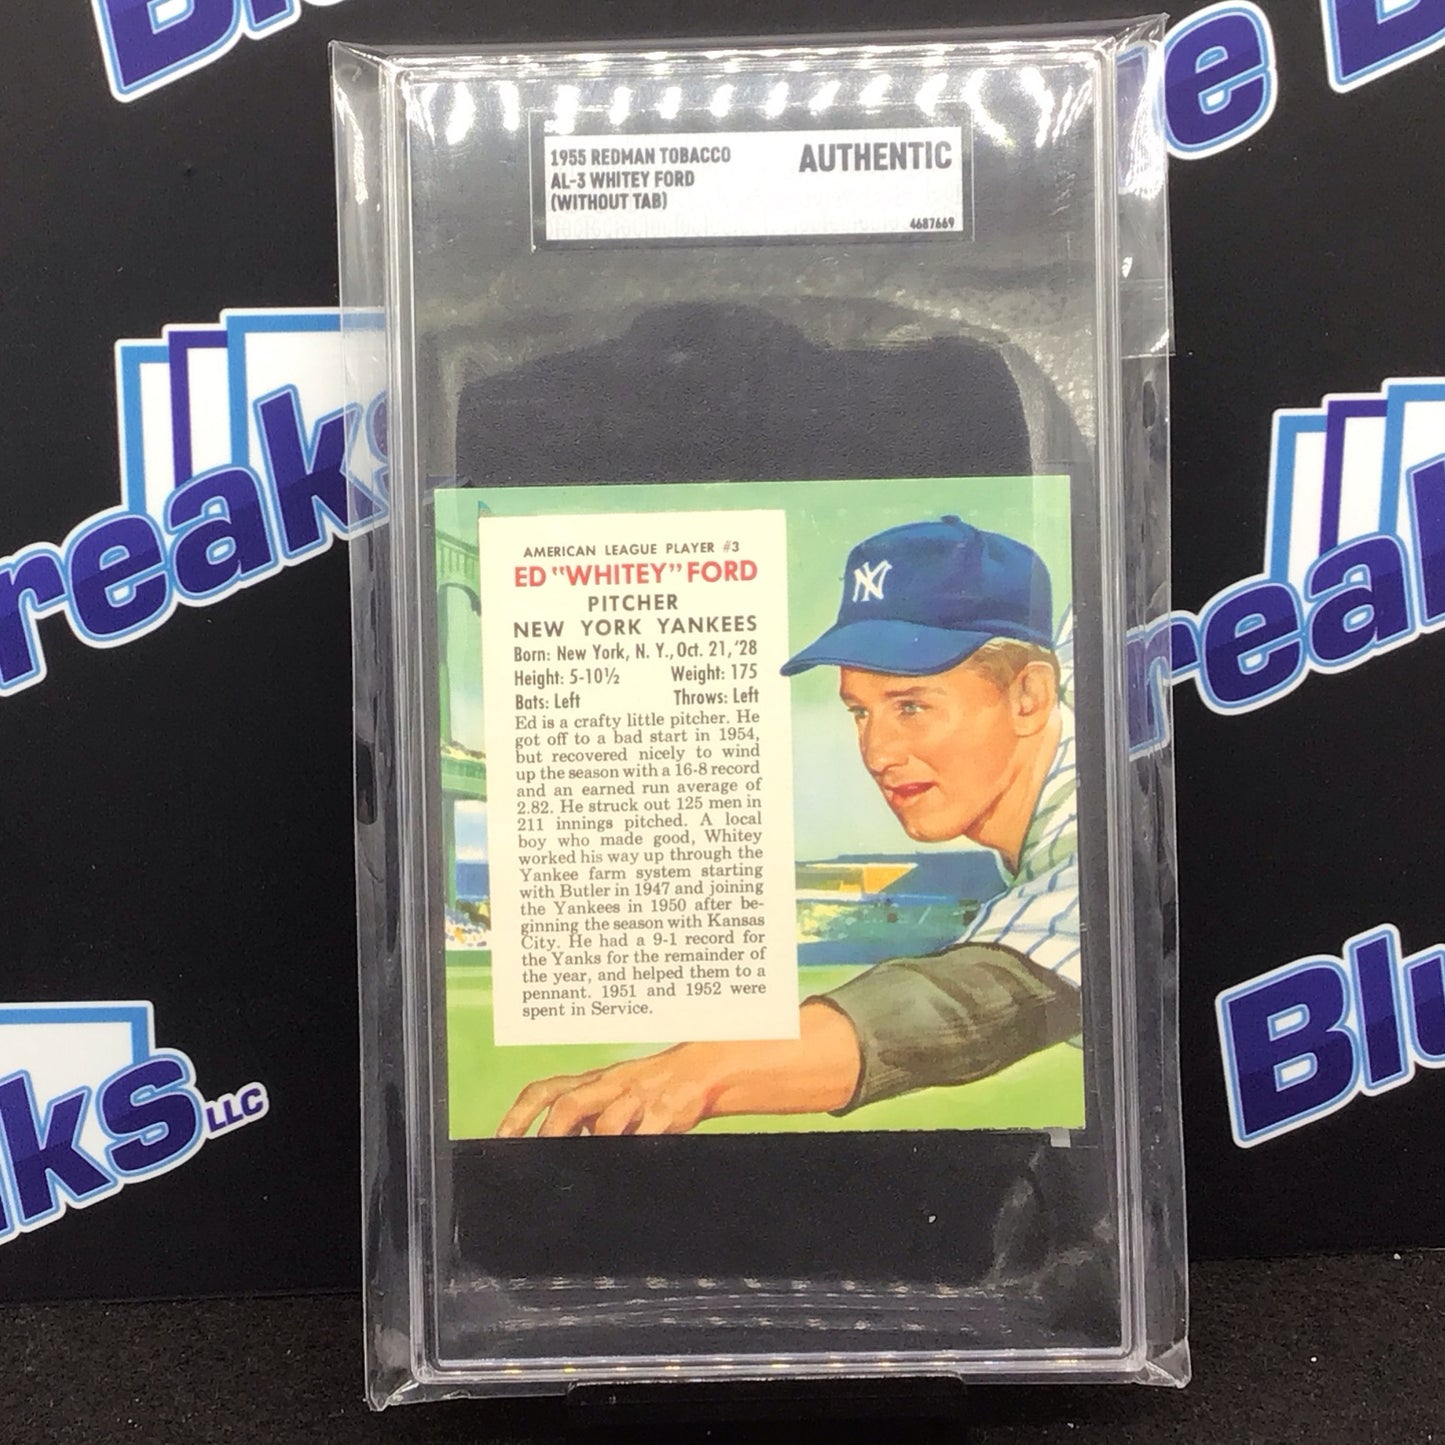 Blue
Blue
Blue
1955 REDMAN TOBACCO
AUTHENTIC
AL-3 WHITEY FORD
(WITHOUT TAB)
4687669
Breaks
Breaks
AMERICAN LEAGUE PLAYER #3
ED "WHITEY" FORD
PITCHER
NEW YORK YANKEES
Born: New York, N. Y., Oct. 21, '28
Height: 5-10½ Weight: 175
Bats: Left Throws: Left
Ed is a crafty little pitcher. He
got off to a bad start in 1954,
but recovered nicely to wind
up the season with a 16-8 record
and an earned run average of
2.82. He struck out 125 men in
211 innings pitched. A local
boy who made good, Whitey
worked his way up through the
Yankee farm system starting
with Butler in 1947 and joining
the Yankees in 1950 after be-
ginning the season with Kansas
City. He had a 9-1 record for
the Yanks for the remainder of
the year, and helped them to a
pennant. 1951 and 1952 were
spent in Service.
NY
aks LLC
Blu